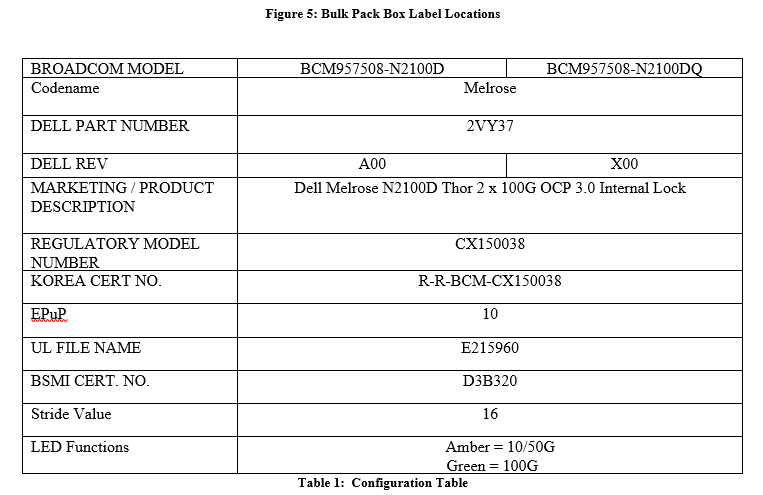 Figure 5: Bulk Pack Box Label Locations
BROADCOM MODEL BCM957508-N2100D BCM957508-N2100DQ
Codename Melrose
DELL PART NUMBER 2VY37
DELL REV A00 X00
MARKETING / PRODUCT Dell Melrose N2100D Thor 2 x 100G OCP 3.0 Internal Lock
DESCRIPTION
REGULATORY MODEL CX150038
NUMBER
KOREA CERT NO. R-R-BCM-CX150038
EPuP 10
UL FILE NAME E215960
BSMI CERT. NO. D3B320
Stride Value 16
LED Functions Amber = 10/50G
Green = 100G
Table 1: Configuration Table